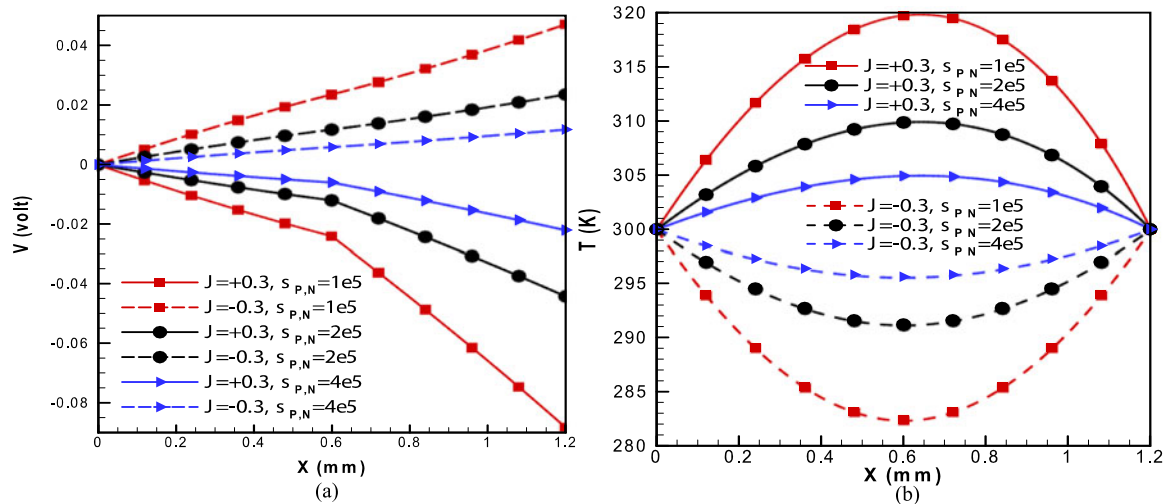 0.04
0.02
0
-0.02
-0.04
-0.06
-0.08
V (volt)
J=+0.3, s P,N=1e5
J=-0.3, s P,N=1e5
J=+0.3, s P,N=2e5
J=-0.3, s P,N=2e5
J=+0.3, s P,N=4e5
J=-0.3, s P,N=4e5
0 0.2 0.4 0.6 0.8 1 1.2
X (mm)
(a)
320
315
310
305
300
295
290
285
280
T (K)
J=+0.3, s P,N=1e5
J=+0.3, s P,N=2e5
J=+0.3, s P,N=4e5
J=-0.3, s P,N=1e5
J=-0.3, s P,N=2e5
J=-0.3, s P,N=4e5
0 0.2 0.4 0.6 0.8 1 1.2
X (mm)
(b)